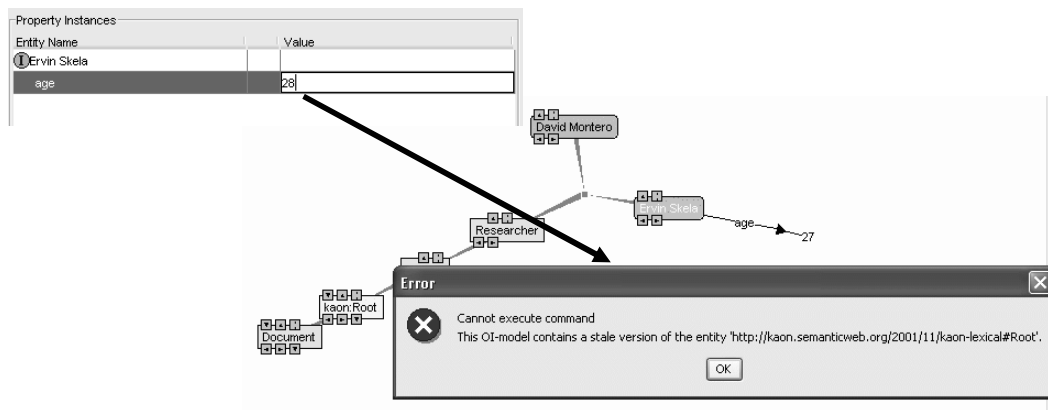 Property Instances
Entity Name Value
I Ervin Skela
age 28
David Montero
Ervin Skela
age 27
Researcher
kaon:Root
Document
Error
Cannot execute command
This OI-model contains a stale version of the entity 'http://kaon.semanticweb.org/2001/11/kaon-lexical#Root'.
OK